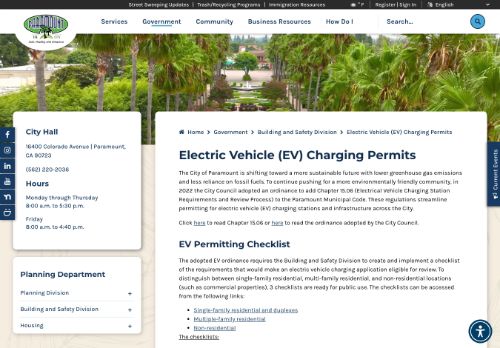 Street Sweeping Updates | Trash/Recycling Programs | Immigration Resources
°F | Register | Sign In
English
PARAMOUNT
Services
Government
Community
Business Resources
How Do I
Search...
City Hall
16400 Colorado Avenue | Paramount,
CA 90723
(562) 220-2036
Hours
Monday through Thursday
8:00 a.m. to 5:30 p.m.
Friday
8:00 a.m. to 4:40 p.m.
Planning Department
Planning Division +
Building and Safety Division +
Housing +
Home > Government > Building and Safety Division > Electric Vehicle (EV) Charging Permits
Electric Vehicle (EV) Charging Permits
The City of Paramount is shifting toward a more sustainable future with lower greenhouse gas emissions
and less reliance on fossil fuels. To continue pushing for a more environmentally friendly community, in
2022 the City Council adopted an ordinance to add Chapter 15.06 (Electrical Vehicle Charging Station
Requirements and Review Process) to the Paramount Municipal Code. These regulations streamline
permitting for electric vehicle (EV) charging stations and infrastructure across the City.
Click here to read Chapter 15.06 or here to read the ordinance adopted by the City Council.
EV Permitting Checklist
The adopted EV ordinance requires the Building and Safety Division to create and implement a checklist
of the requirements that would make an electric vehicle charging application eligible for review. To
distinguish between single-family residential, multi-family residential, and non-residential locations
(such as commercial properties), 3 checklists are ready for public use. The checklists can be accessed
from the following links:
Single-family residential and duplexes
Multiple-family residential
Non-residential
The checklists:
Current Events